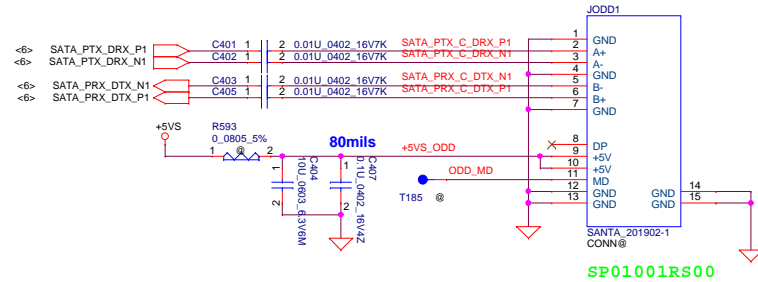 JODD1
<6> SATA_PTX_DRX_P1 C401 1 2 0.01U_0402_16V7K SATA_PTX_C_DRX_P1 1 GND
<6> SATA_PTX_DRX_N1 C402 1 2 0.01U_0402_16V7K SATA_PTX_C_DRX_N1 2 A+
3 A-
4 GND
<6> SATA_PRX_DTX_N1 C403 1 2 0.01U_0402_16V7K SATA_PRX_C_DTX_N1 5 B-
<6> SATA_PRX_DTX_P1 C405 1 2 0.01U_0402_16V7K SATA_PRX_C_DTX_P1 6 B+
7 GND
+5VS
R593
0_0805_5%
1 @ 2
80mils
+5VS_ODD
8 DP
9 +5V
10 +5V
ODD_MD 11 MD
12 GND GND 14
13 GND GND 15
1 2
C404
10U_0603_6.3V6M
1 2
C407
0.1U_0402_16V4Z
T185 @
SANTA_201902-1
CONN@
SP01001RS00